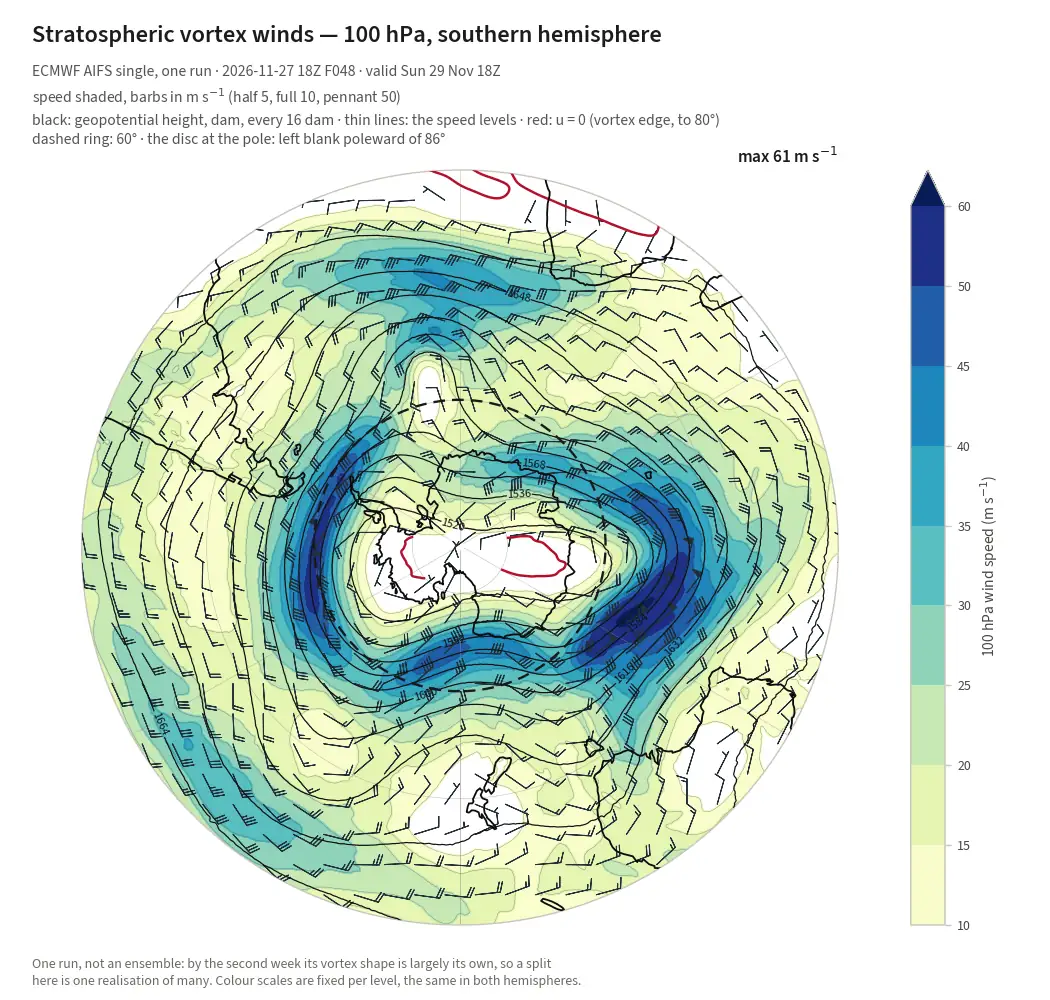 Stratospheric vortex winds — 100 hPa, southern hemisphere
ECMWF AIFS single, one run · 2026-11-27 18Z F048 · valid Sun 29 Nov 18Z
speed shaded, barbs in m s⁻¹ (half 5, full 10, pennant 50)
black: geopotential height, dam, every 16 dam · thin lines: the speed levels · red: u = 0 (vortex edge, to 80°)
dashed ring: 60° · the disc at the pole: left blank poleward of 86°
max 61 m s⁻¹
60
50
45
40
35
30
25
20
15
10
100 hPa wind speed (m s⁻¹)
1648
1568
1536
1520
1584
1632
1616
1600
1664
One run, not an ensemble: by the second week its vortex shape is largely its own, so a split
here is one realisation of many. Colour scales are fixed per level, the same in both hemispheres.